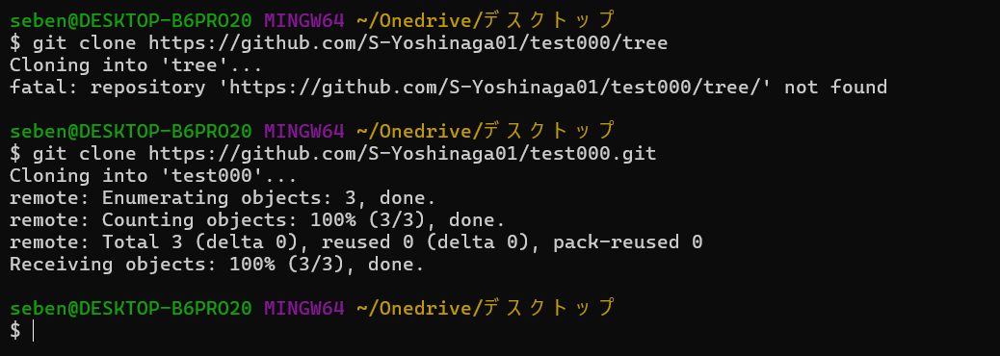 seben@DESKTOP-B6PRO20 MINGW64 ~/Onedrive/デスクトップ
$ git clone https://github.com/S-Yoshinaga01/test000/tree
Cloning into 'tree'...
fatal: repository 'https://github.com/S-Yoshinaga01/test000/tree/' not found
seben@DESKTOP-B6PRO20 MINGW64 ~/Onedrive/デスクトップ
$ git clone https://github.com/S-Yoshinaga01/test000.git
Cloning into 'test000'...
remote: Enumerating objects: 3, done.
remote: Counting objects: 100% (3/3), done.
remote: Total 3 (delta 0), reused 0 (delta 0), pack-reused 0
Receiving objects: 100% (3/3), done.
seben@DESKTOP-B6PRO20 MINGW64 ~/Onedrive/デスクトップ
$